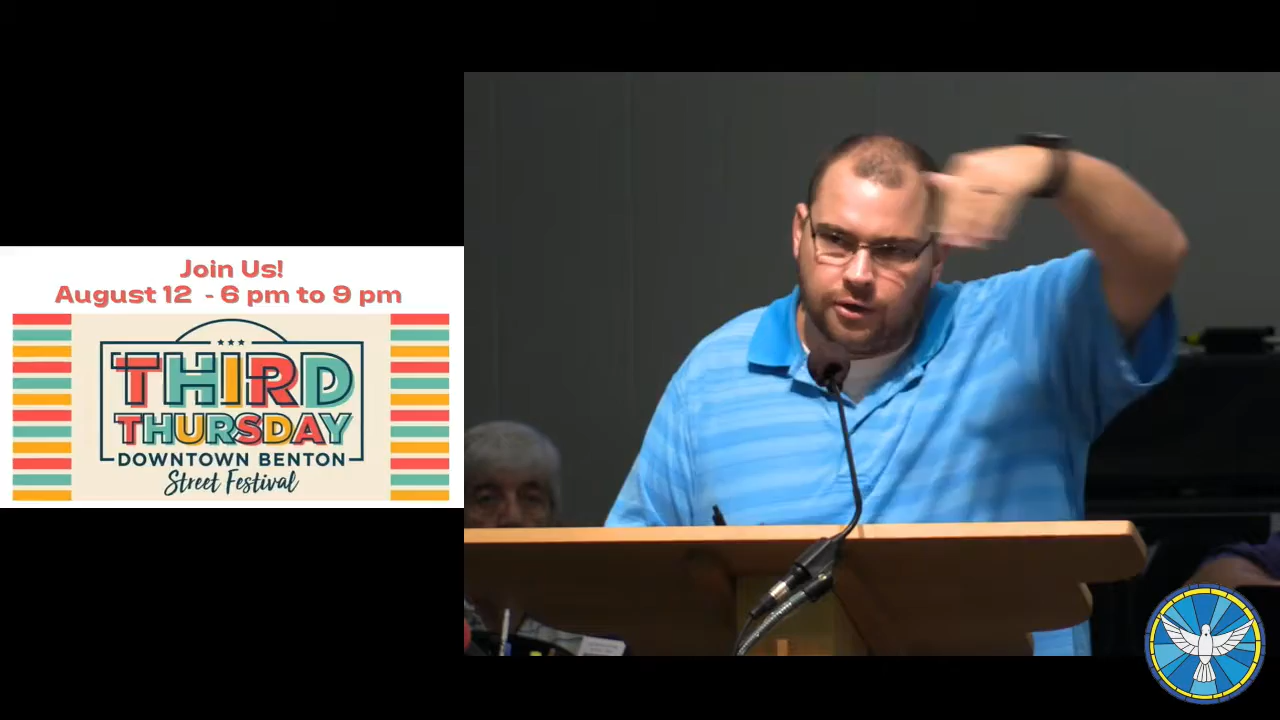 Join Us!
August 12 - 6 pm to 9 pm
THIRD
THURSDAY
DOWNTOWN BENTON
Street Festival